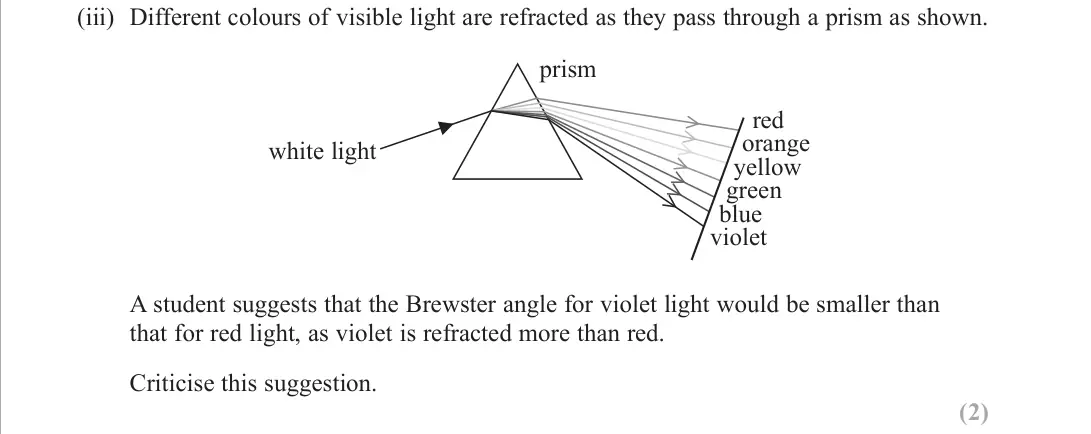 (iii) Different colours of visible light are refracted as they pass through a prism as shown.
prism
white light
red
orange
yellow
green
blue
violet
A student suggests that the Brewster angle for violet light would be smaller than
that for red light, as violet is refracted more than red.
Criticise this suggestion.
(2)